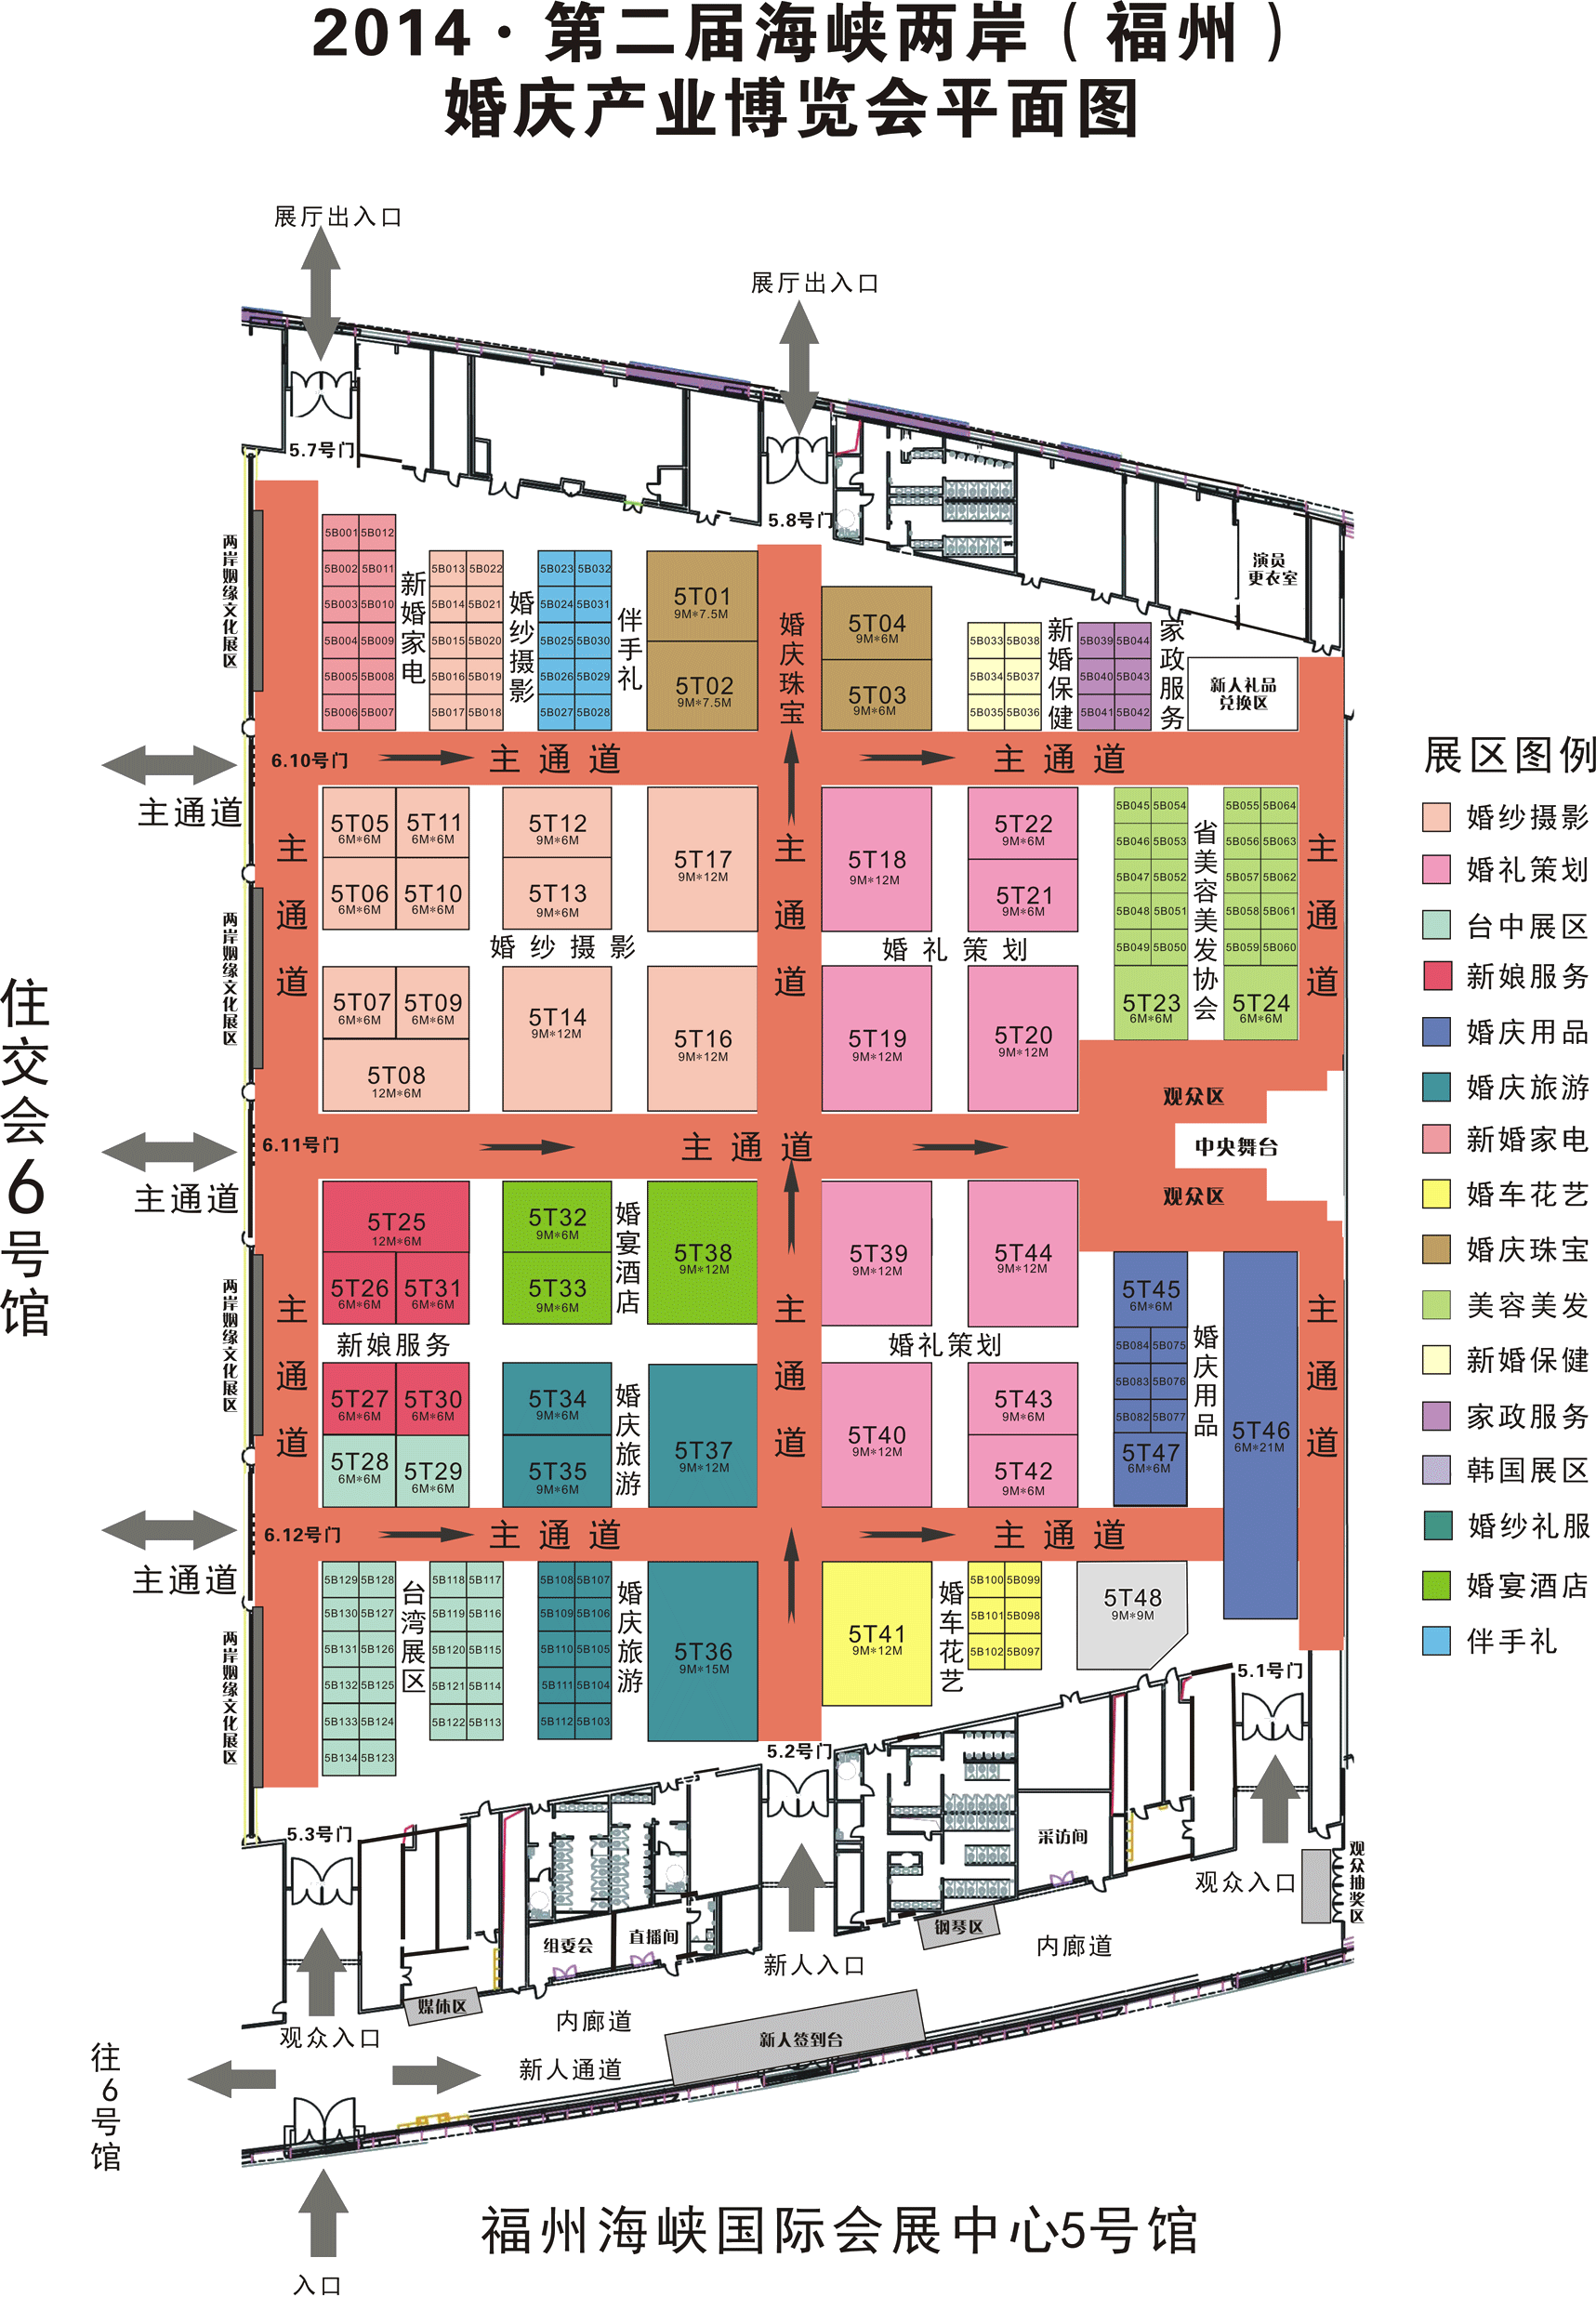 2014·第二届海峡两岸（福州）
婚庆产业博览会平面图
展厅出入口
展厅出入口
5.7号门
5.8号门
演员
更衣室
两岸姻缘文化展区
5B001 5B012
5B002 5B011
5B003 5B010
5B004 5B009
5B005 5B008
5B006 5B007
新婚家电
5B013 5B022
5B014 5B021
5B015 5B020
5B016 5B019
5B017 5B018
婚纱摄影
5B023 5B032
5B024 5B031
5B025 5B030
5B026 5B029
5B027 5B028
伴手礼
5T01
9M*7.5M
5T02
9M*7.5M
婚庆珠宝
5T04
9M*6M
5T03
9M*6M
5B033 5B038
5B034 5B037
5B035 5B036
新婚保健
5B039 5B044
5B040 5B043
5B041 5B042
家政服务
新人礼品
兑换区
6.10号门
主通道
主通道
主通道
展区图例
婚纱摄影
婚礼策划
台中展区
新娘服务
婚庆用品
婚庆旅游
新婚家电
婚车花艺
婚庆珠宝
美容美发
新婚保健
家政服务
韩国展区
婚纱礼服
婚宴酒店
伴手礼
主通道
5T05
6M*6M
5T11
6M*6M
5T06
6M*6M
5T10
6M*6M
5T12
9M*6M
5T13
9M*6M
5T17
9M*12M
主通道
5T18
9M*12M
5T22
9M*6M
5T21
9M*6M
5B045 5B054
5B046 5B053
5B047 5B052
5B048 5B051
5B049 5B050
省美容美发协会
5B055 5B064
5B056 5B063
5B057 5B062
5B058 5B061
5B059 5B060
主通道
两岸姻缘文化展区
婚纱摄影
婚礼策划
5T07
6M*6M
5T09
6M*6M
5T08
12M*6M
5T14
9M*12M
5T16
9M*12M
5T19
9M*12M
5T20
9M*12M
5T23
6M*6M
5T24
6M*6M
往交会6号馆
观众区
中央舞台
观众区
6.11号门
主通道
主通道
两岸姻缘文化展区
主通道
5T25
12M*6M
5T26
6M*6M
5T31
6M*6M
5T32
9M*6M
5T33
9M*6M
婚宴酒店
5T38
9M*12M
主通道
5T39
9M*12M
5T44
9M*12M
5T45
6M*6M
5B084 5B075
5B083 5B076
5B082 5B077
5T47
6M*6M
婚庆用品
5T46
6M*21M
主通道
新娘服务
婚礼策划
5T27
6M*6M
5T30
6M*6M
5T28
6M*6M
5T29
6M*6M
5T34
9M*6M
5T35
9M*6M
婚庆旅游
5T37
9M*12M
5T40
9M*12M
5T43
9M*6M
5T42
9M*6M
6.12号门
主通道
主通道
主通道
两岸姻缘文化展区
5B129 5B128
5B130 5B127
5B131 5B126
5B132 5B125
5B133 5B124
5B134 5B123
台湾展区
5B118 5B117
5B119 5B116
5B120 5B115
5B121 5B114
5B122 5B113
5B108 5B107
5B109 5B106
5B110 5B105
5B111 5B104
5B112 5B103
婚庆旅游
5T36
9M*15M
5T41
9M*12M
婚车花艺
5B100 5B099
5B101 5B098
5B102 5B097
5T48
9M*9M
5.1号门
5.2号门
5.3号门
采访间
观众入口
观众抽奖区
组委会
直播间
钢琴区
新人入口
内廊道
媒体区
观众入口
内廊道
新人签到台
新人通道
往6号馆
入口
福州海峡国际会展中心5号馆